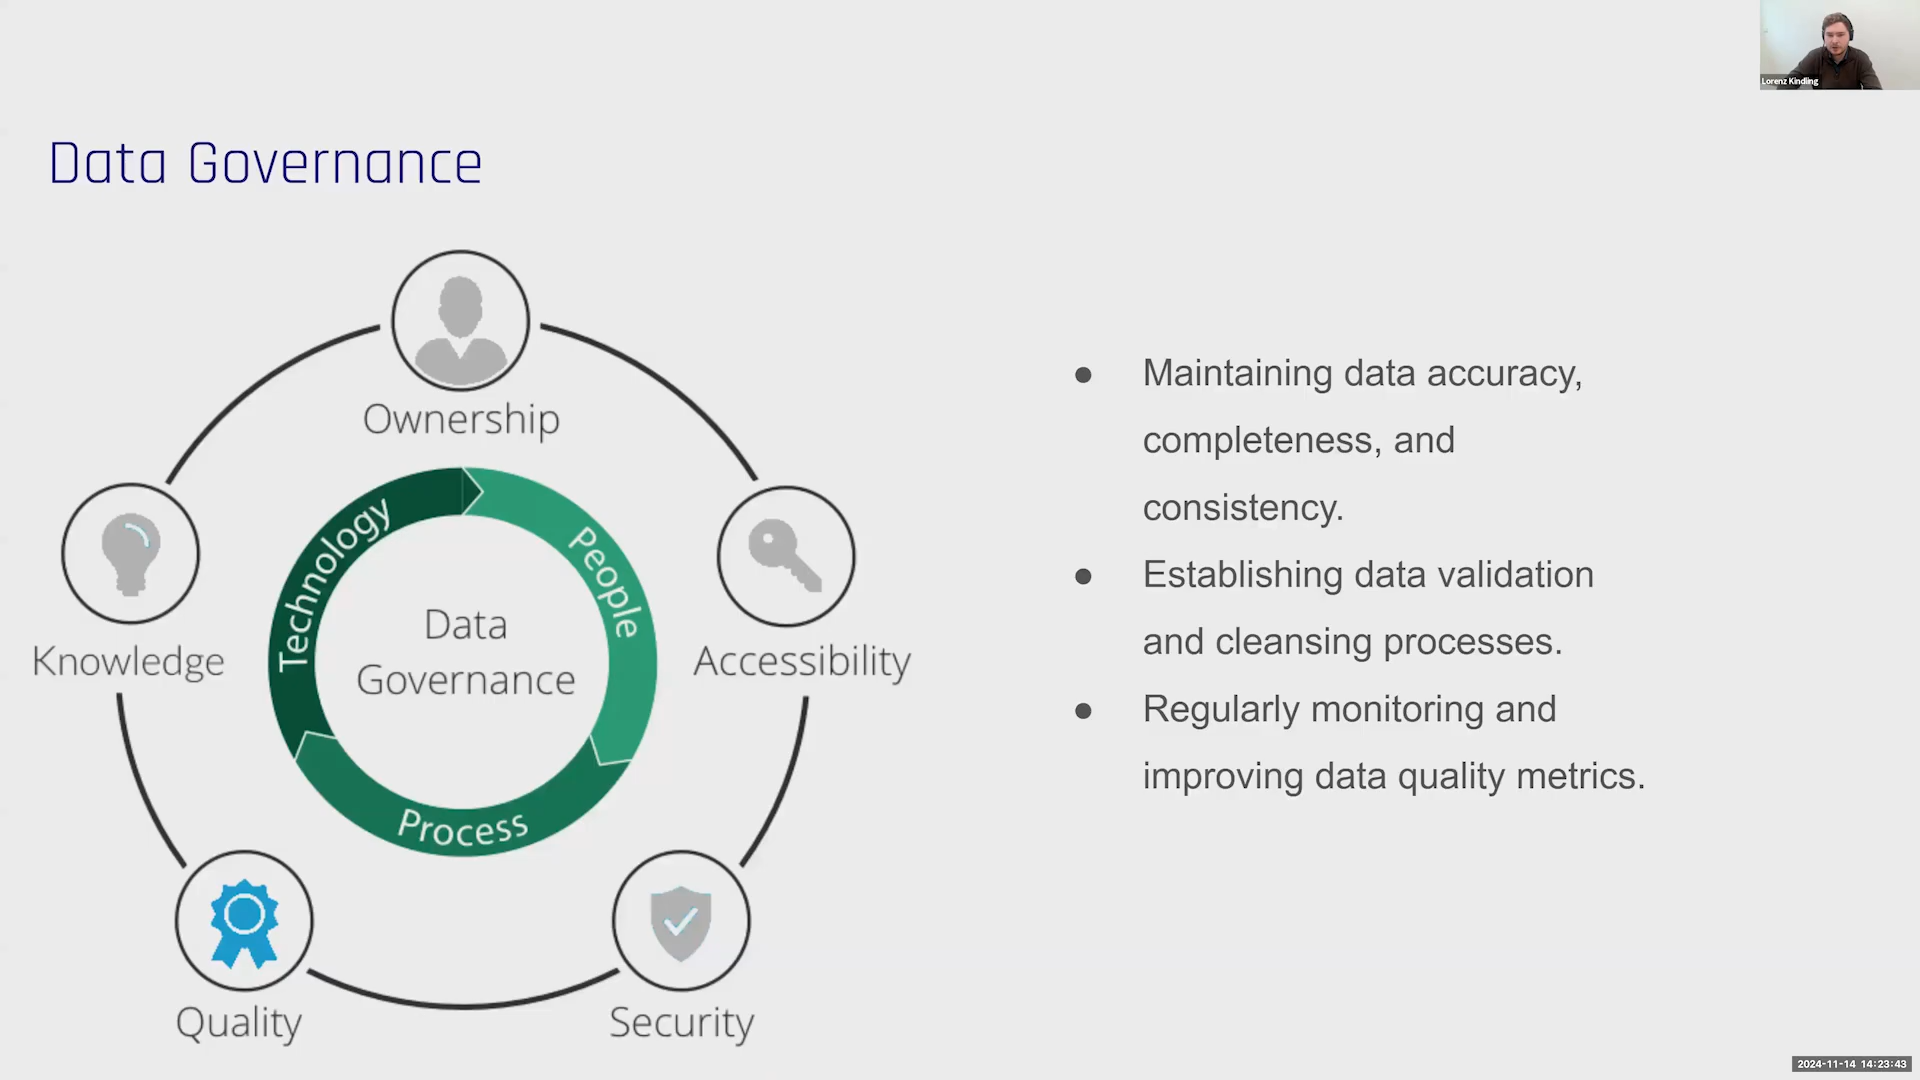 Lorenz Kindling
Data Governance
Ownership
Knowledge
Technology
People
Data
Governance
Accessibility
Process
Quality
Security
● Maintaining data accuracy,
completeness, and
consistency.
● Establishing data validation
and cleansing processes.
● Regularly monitoring and
improving data quality metrics.
2024-11-14 14:23:43